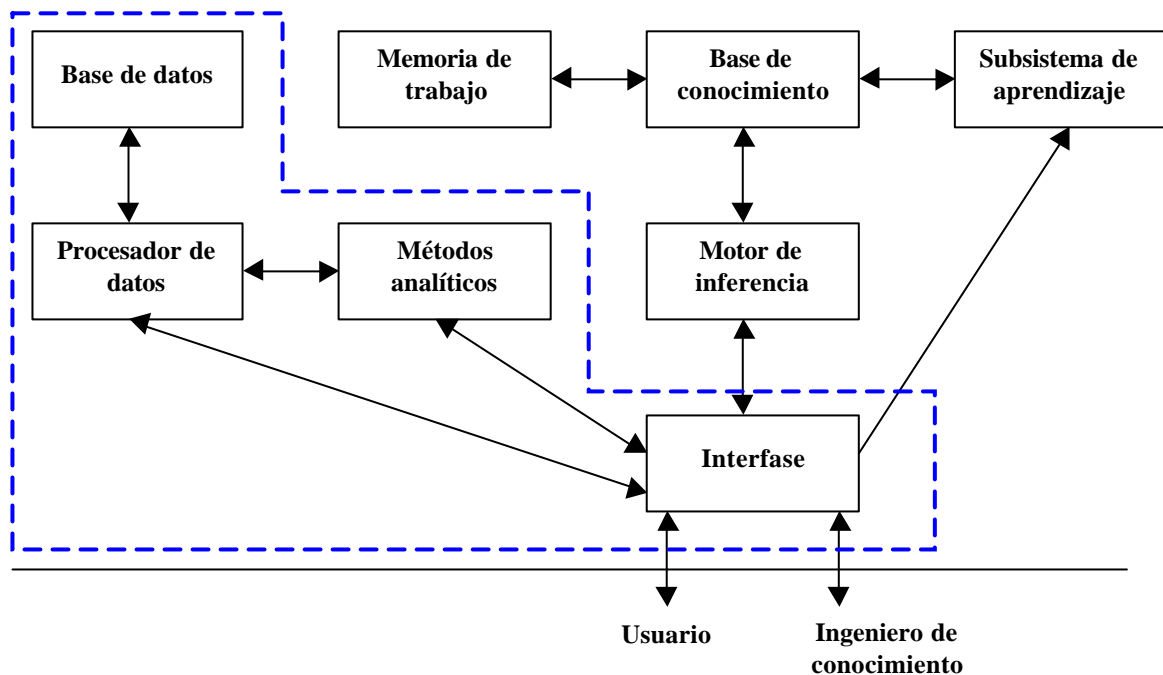 Base de datos
Memoria de
trabajo
Base de
conocimiento
Subsistema de
aprendizaje
Procesador de
datos
Métodos
analíticos
Motor de
inferencia
Interfase
Usuario
Ingeniero de
conocimiento